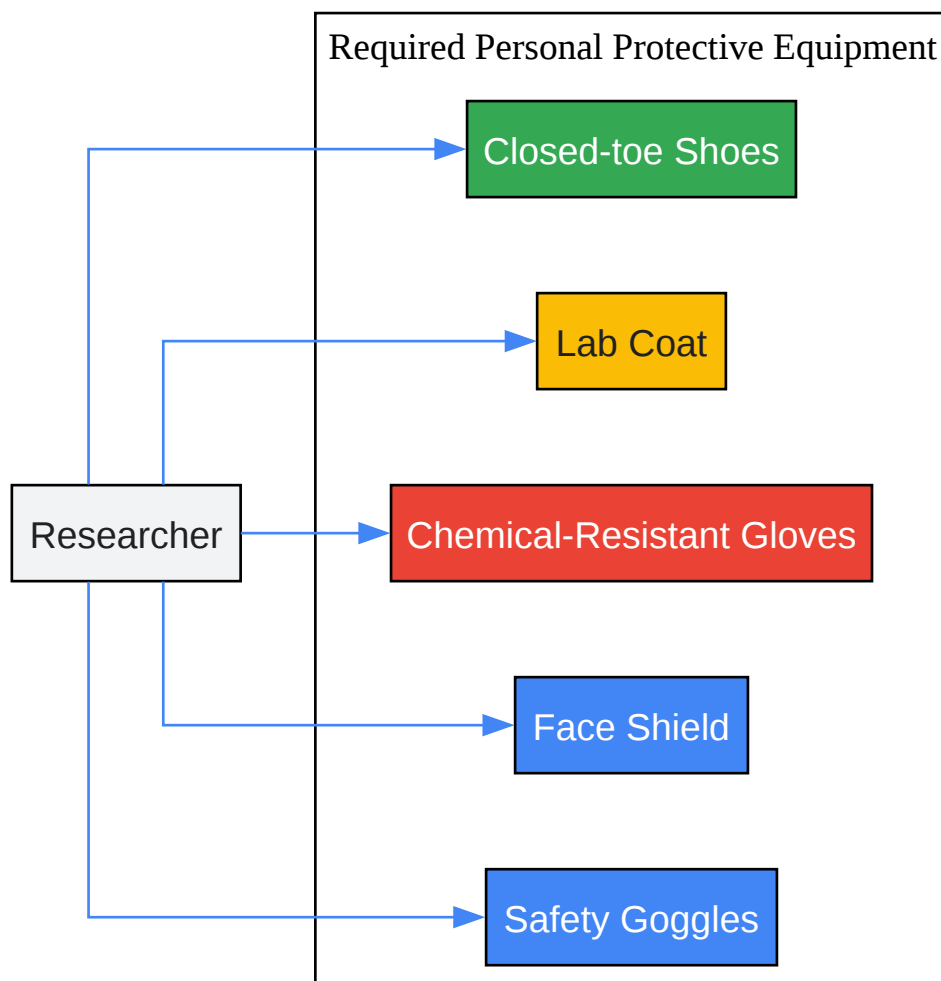 Required Personal Protective Equipment
Closed-toe Shoes
Lab Coat
Researcher
Chemical-Resistant Gloves
Face Shield
Safety Goggles